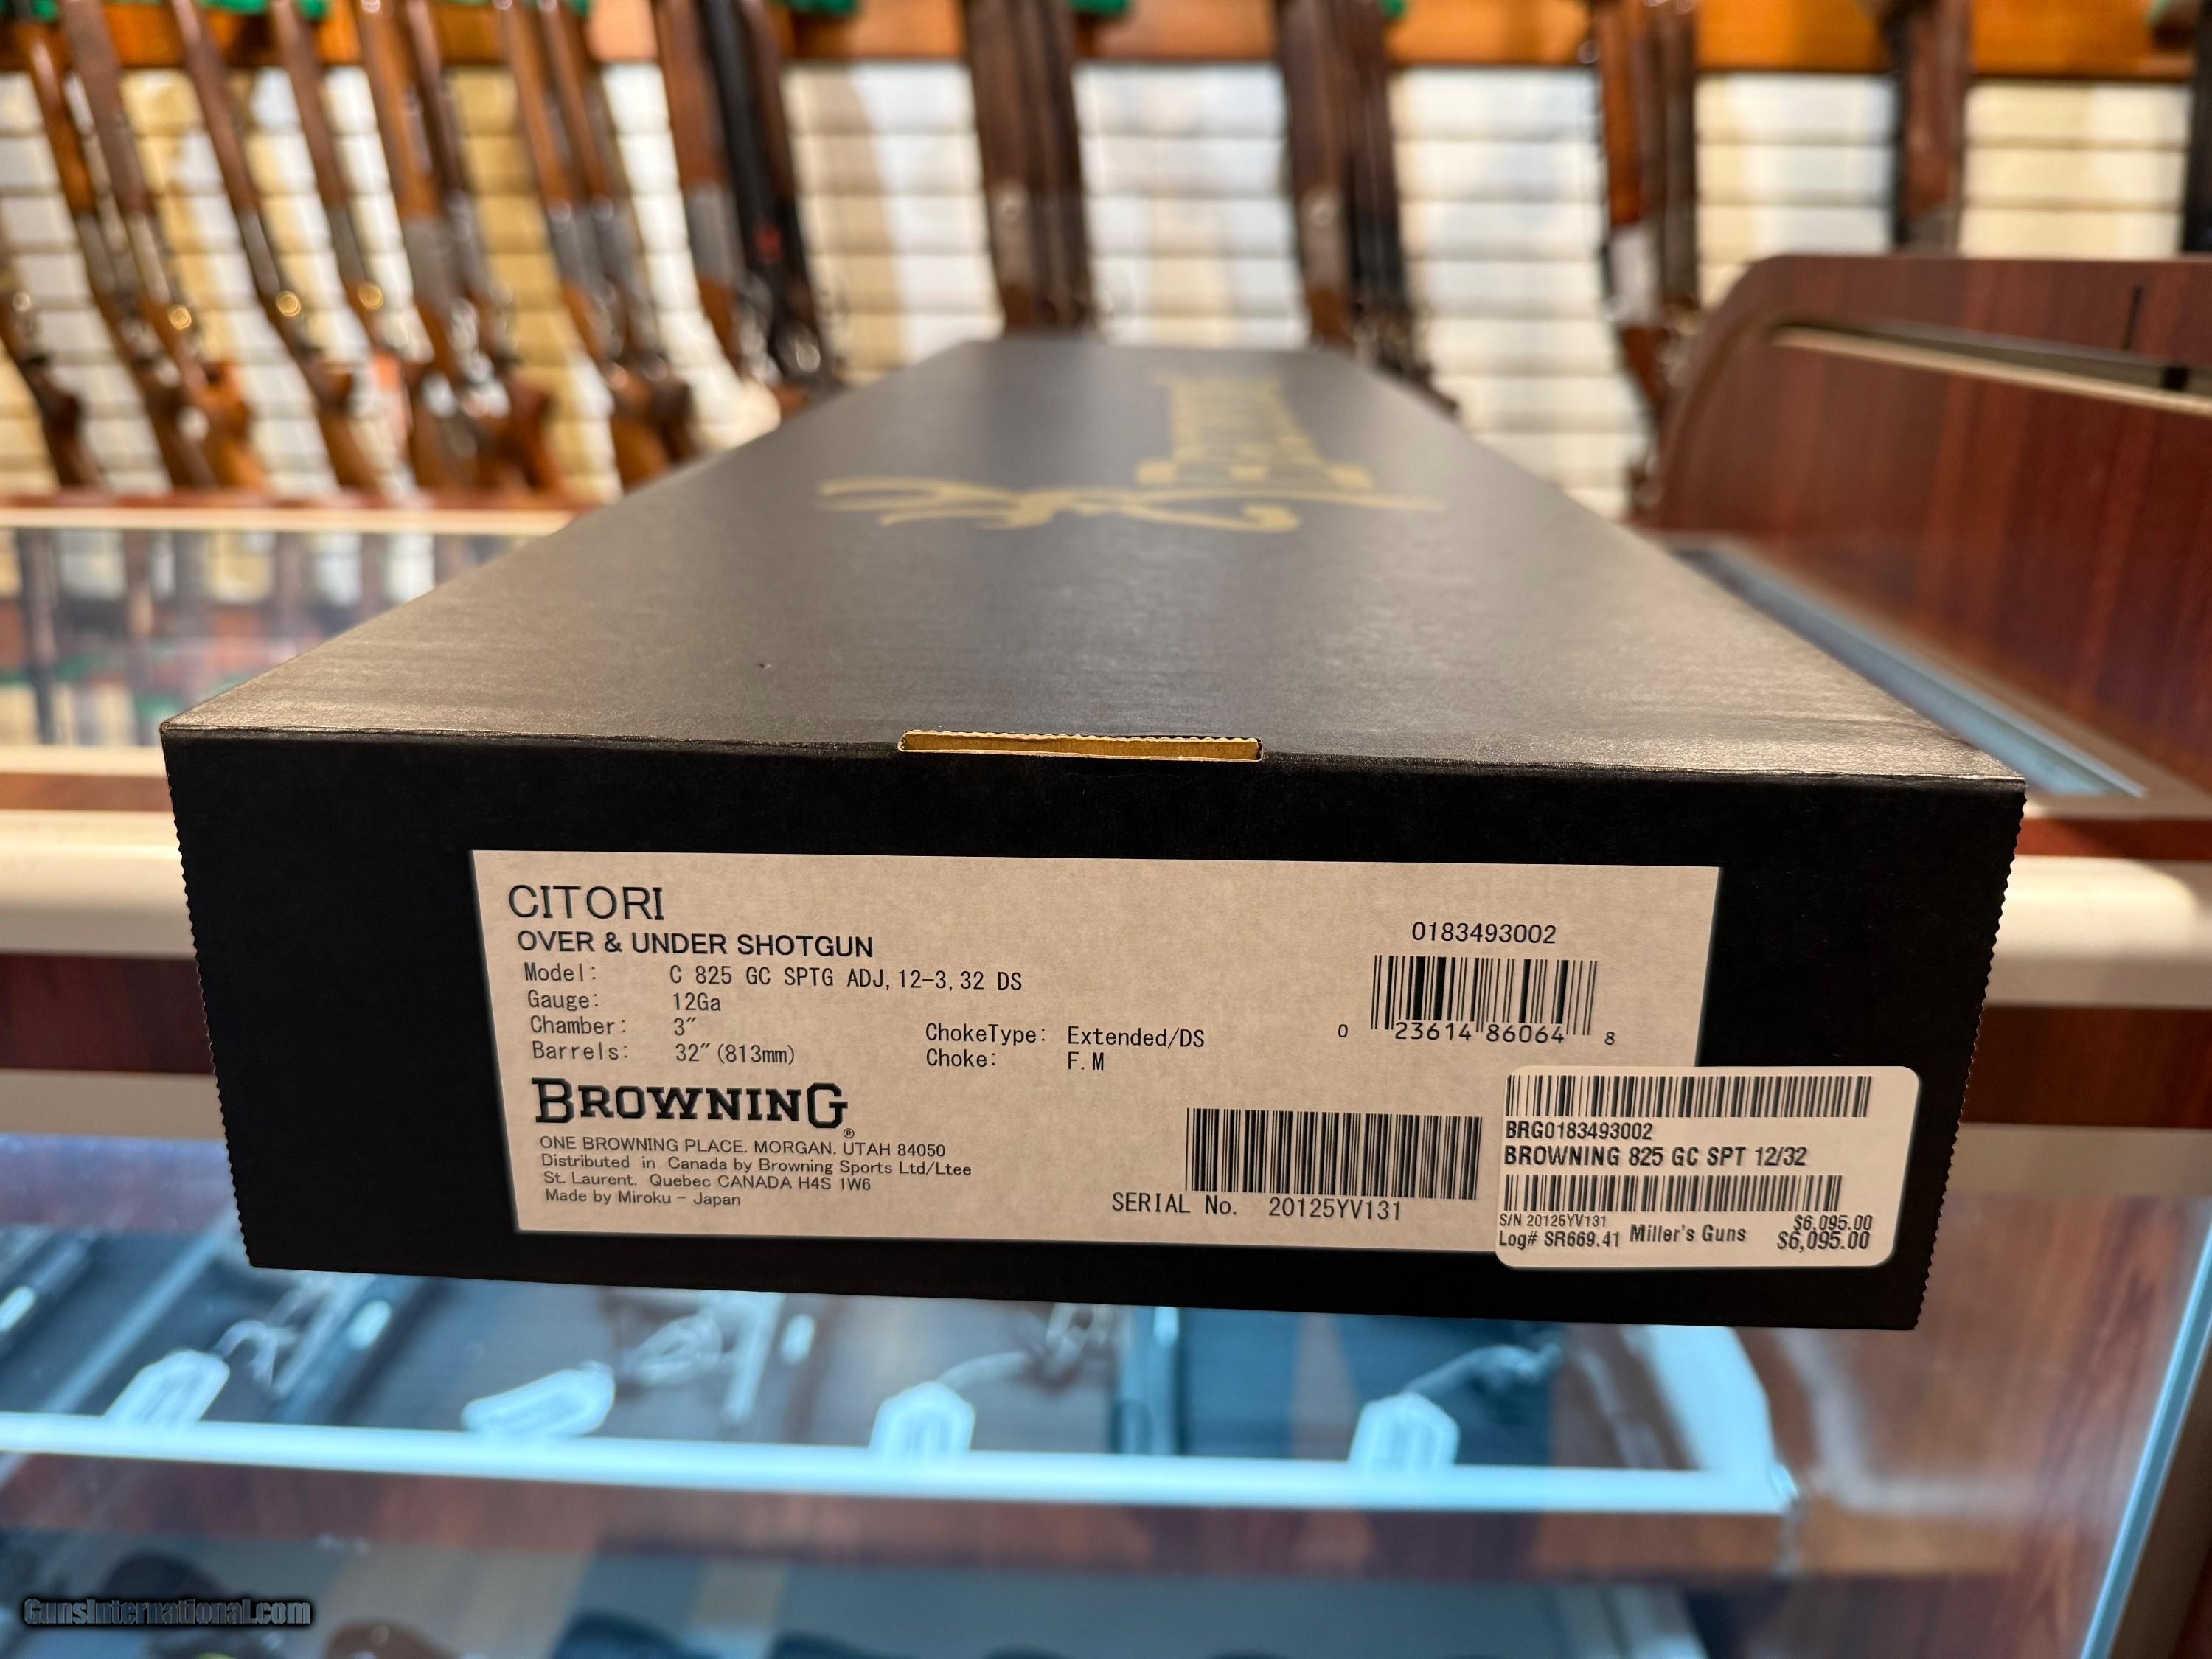 CITORI
OVER & UNDER SHOTGUN
Model: C 825 GC SPTG ADJ, 12-3, 32 DS
Gauge: 12Ga
Chamber: 3"
Barrels: 32"(813mm)
ChokeType: Extended/DS
Choke: F.M
0183493002
0 23614 86064 8
BROWNING®
ONE BROWNING PLACE. MORGAN. UTAH 84050
Distributed in Canada by Browning Sports Ltd/Ltee
St. Laurent. Quebec CANADA H4S 1W6
Made by Miroku - Japan
SERIAL No. 20125YV131
BRG0183493002
BROWNING 825 GC SPT 12/32
S/N 20125YV131 $6,095.00
Log# SR669.41 Miller's Guns $6,095.00
GunsInternational.com